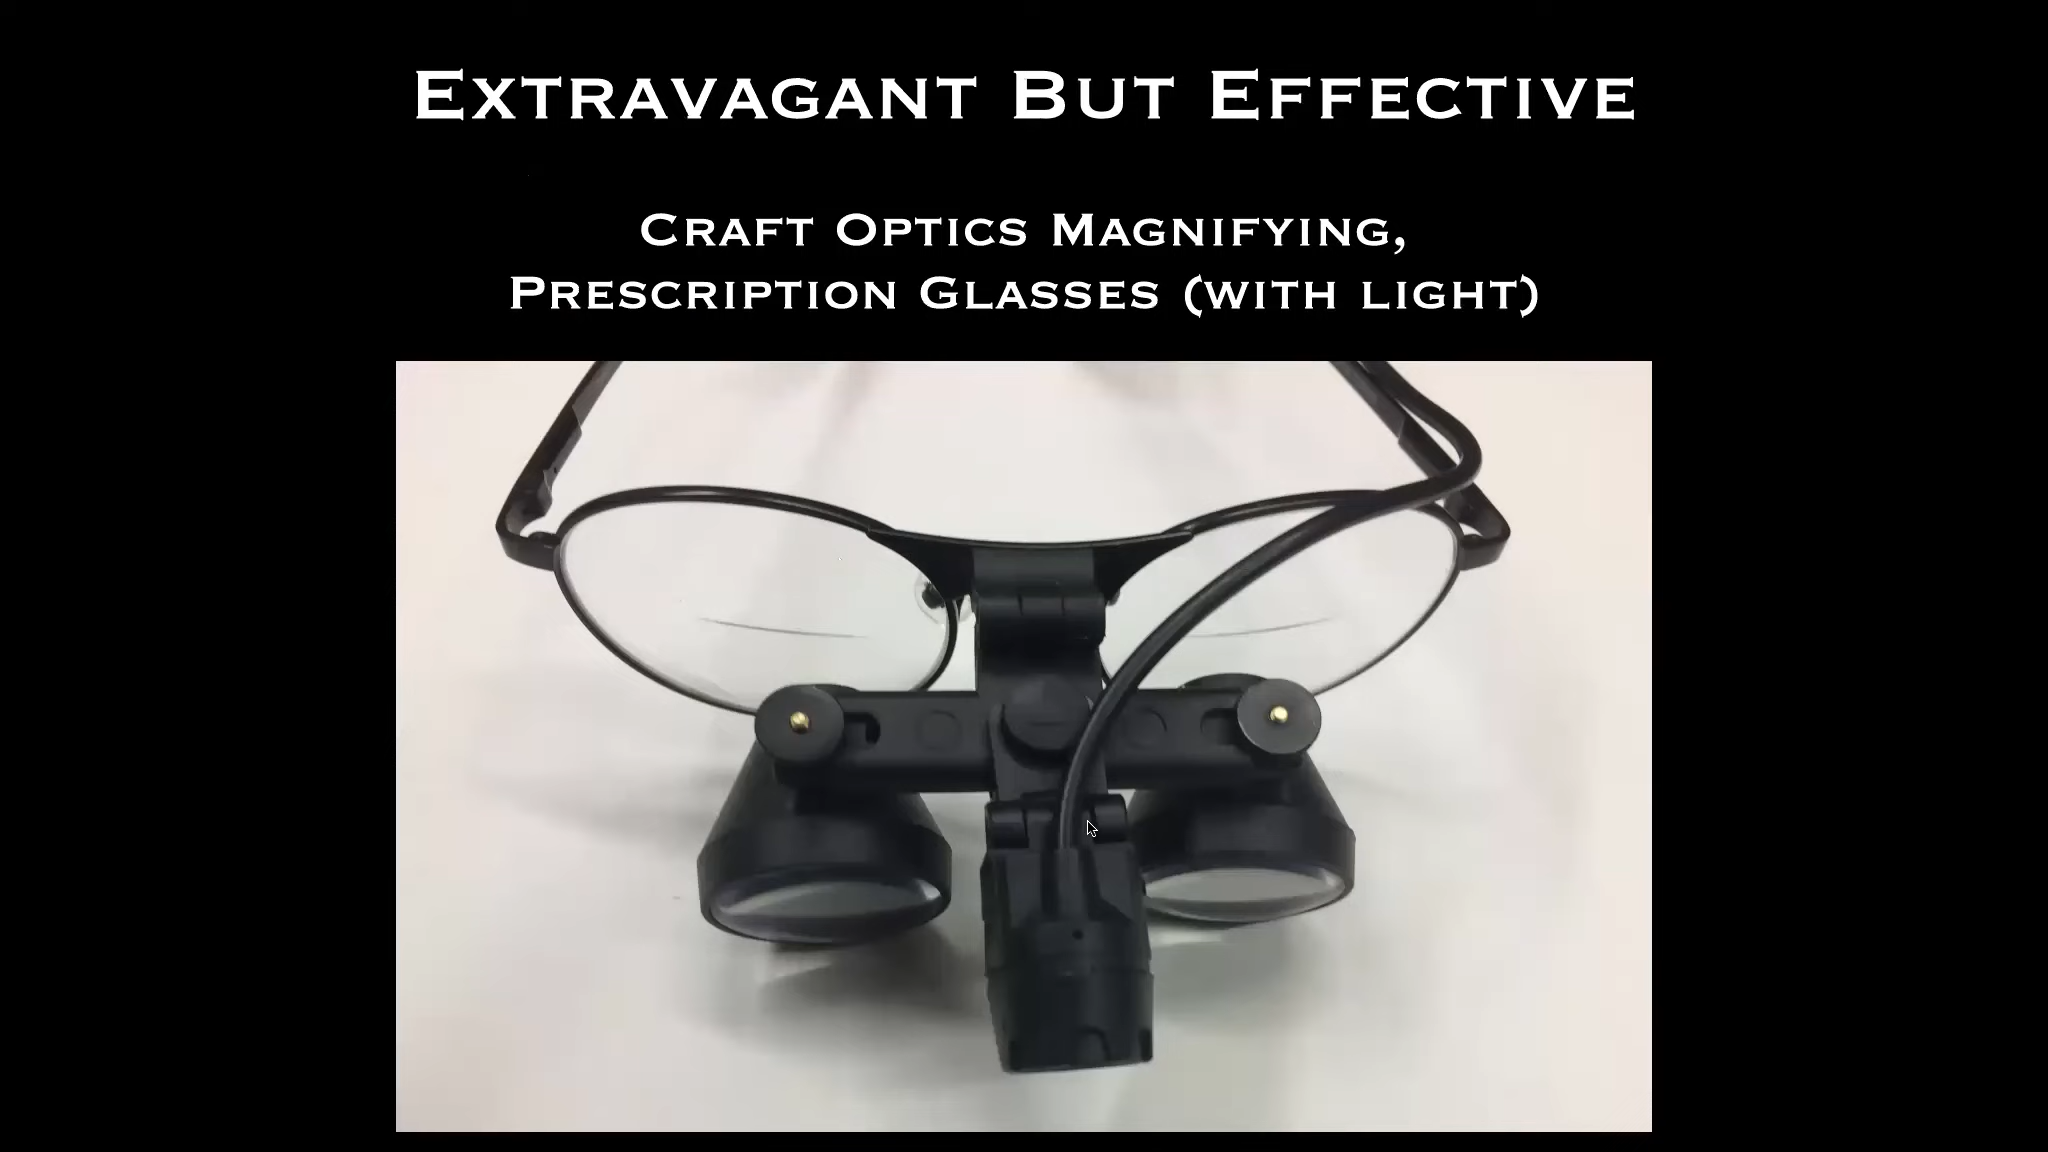 Extravagant But Effective
Craft Optics Magnifying,
Prescription Glasses (with light)